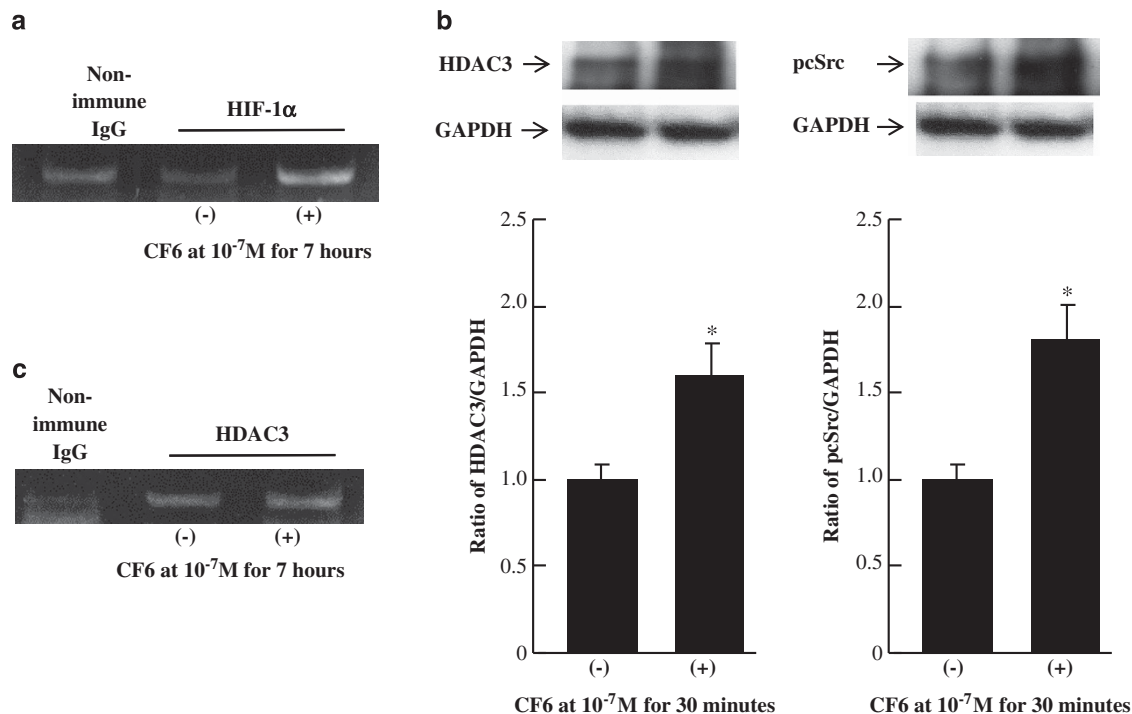 a
Non-
immune
IgG
HIF-1α
(-) (+)
CF6 at 10⁻⁷M for 7 hours
b
HDAC3
GAPDH
2.5
2.0
1.5
1.0
0.5
0
Ratio of HDAC3/GAPDH
*
(-) (+)
CF6 at 10⁻⁷M for 30 minutes
pcSrc
GAPDH
2.5
2.0
1.5
1.0
0.5
0
Ratio of pcSrc/GAPDH
*
(-) (+)
CF6 at 10⁻⁷M for 30 minutes
c
Non-
immune
IgG
HDAC3
(-) (+)
CF6 at 10⁻⁷M for 7 hours